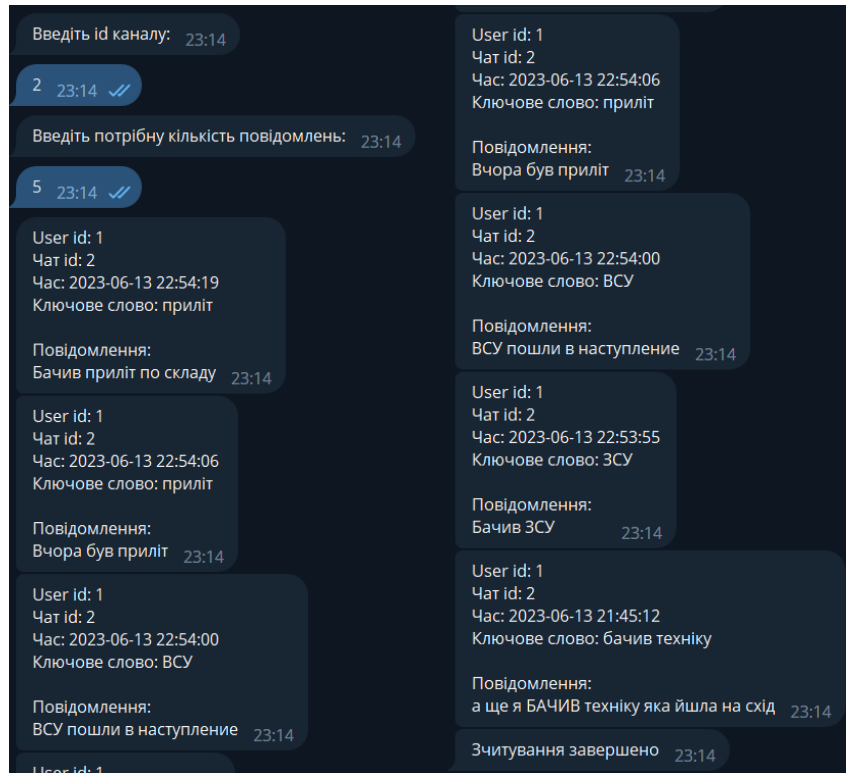 Введіть id каналу: 23:14
2 23:14
Введіть потрібну кількість повідомлень: 23:14
5 23:14
User id: 1
Чат id: 2
Час: 2023-06-13 22:54:19
Ключове слово: приліт
Повідомлення:
Бачив приліт по складу 23:14
User id: 1
Чат id: 2
Час: 2023-06-13 22:54:06
Ключове слово: приліт
Повідомлення:
Вчора був приліт 23:14
User id: 1
Чат id: 2
Час: 2023-06-13 22:54:00
Ключове слово: ВСУ
Повідомлення:
ВСУ пошли в наступление 23:14
User id: 1
User id: 1
Чат id: 2
Час: 2023-06-13 22:54:06
Ключове слово: приліт
Повідомлення:
Вчора був приліт 23:14
User id: 1
Чат id: 2
Час: 2023-06-13 22:54:00
Ключове слово: ВСУ
Повідомлення:
ВСУ пошли в наступление 23:14
User id: 1
Чат id: 2
Час: 2023-06-13 22:53:55
Ключове слово: ЗСУ
Повідомлення:
Бачив ЗСУ 23:14
User id: 1
Чат id: 2
Час: 2023-06-13 21:45:12
Ключове слово: бачив техніку
Повідомлення:
а ще я БАЧИВ техніку яка йшла на схід 23:14
Зчитування завершено 23:14